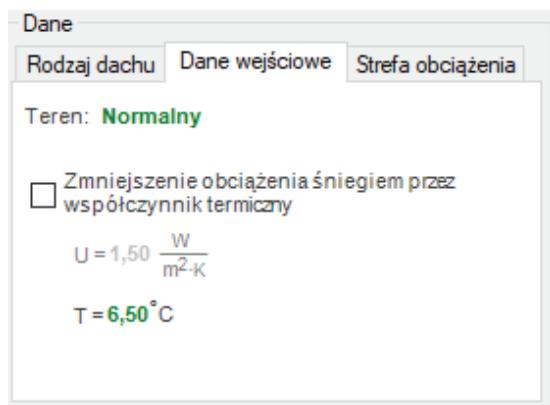 Dane
Rodzaj dachu Dane wejściowe Strefa obciążenia
Teren: Normalny
Zmniejszenie obciążenia śniegiem przez
współczynnik termiczny
U = 1,50 W
m²·K
T = 6,50°C